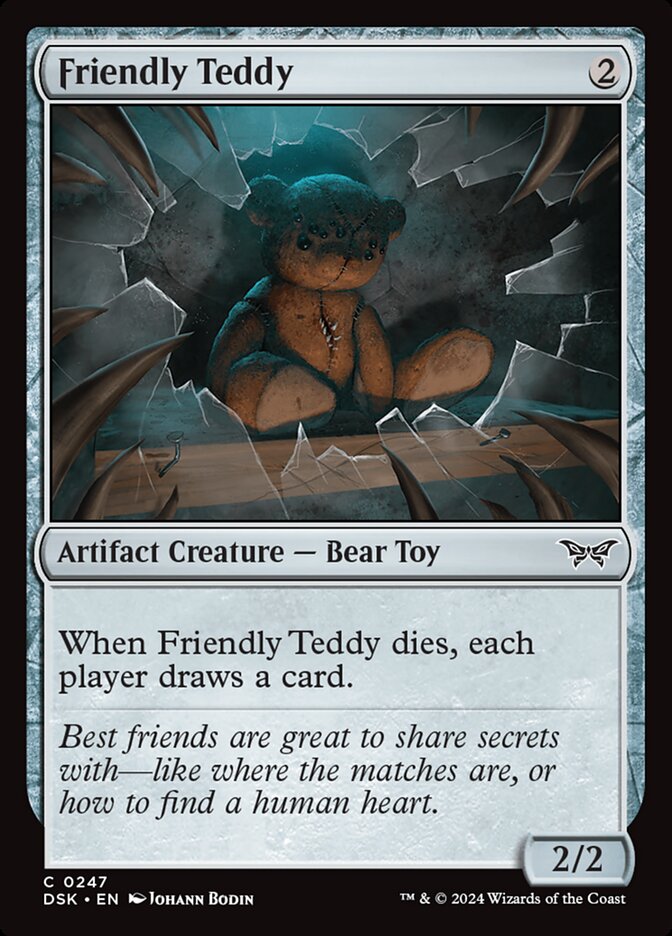 Friendly Teddy 2
Artifact Creature — Bear Toy
When Friendly Teddy dies, each
player draws a card.
Best friends are great to share secrets
with—like where the matches are, or
how to find a human heart.
2/2
C 0247
DSK • EN Johann Bodin
™ & © 2024 Wizards of the Coast